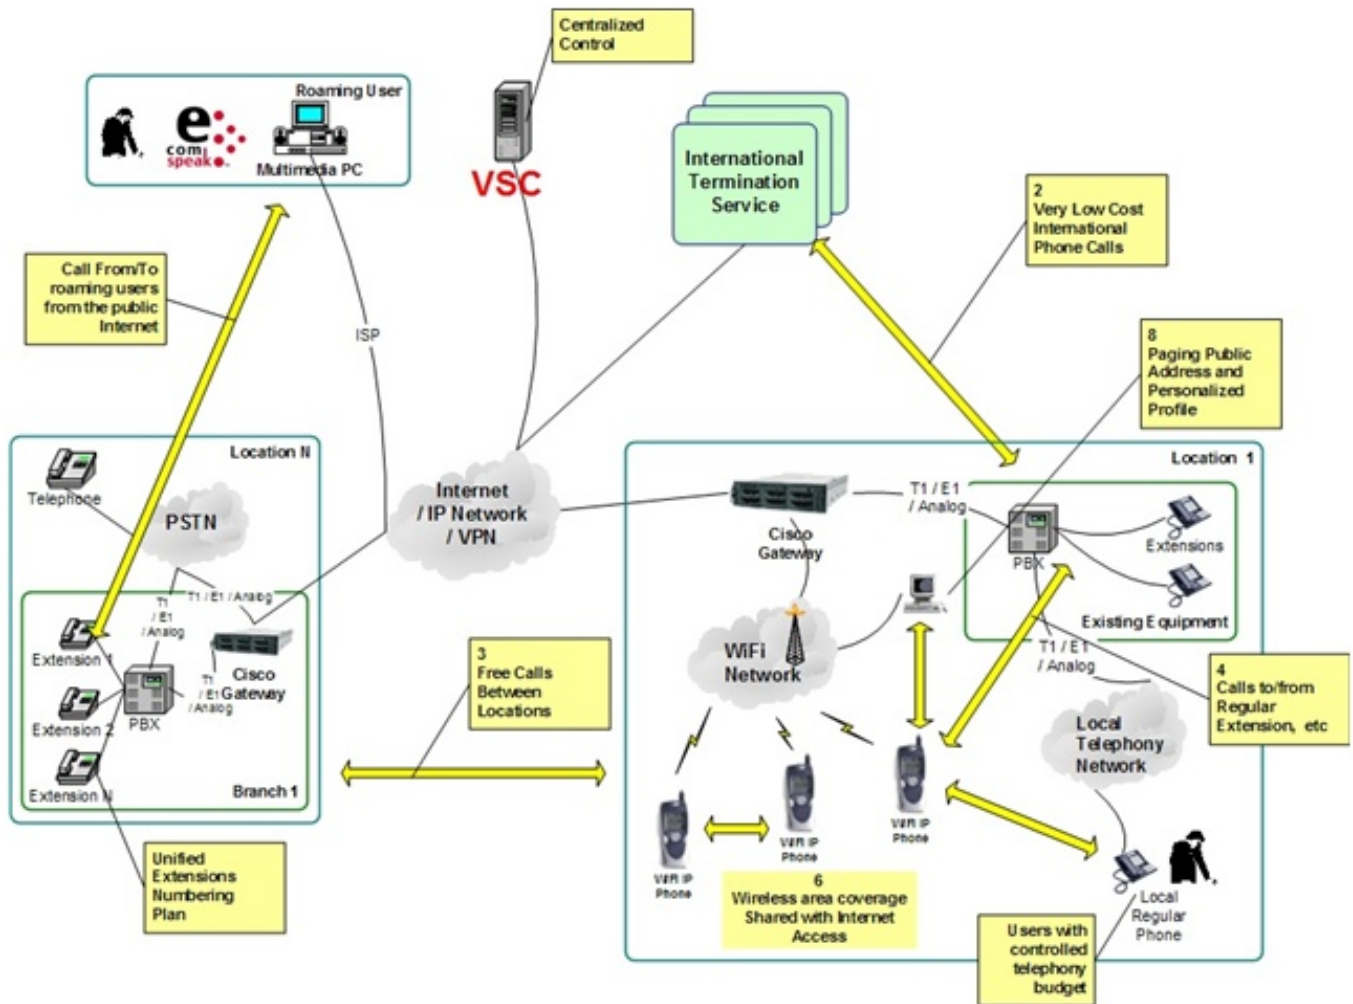 Centralized
Control
Roaming User
e
com
speak
Multimedia PC
VSC
International
Termination
Service
2
Very Low Cost
International
Phone Calls
Call From/To
roaming users
from the public
Internet
ISP
8
Paging Public
Address and
Personalized
Profile
Location N
Telephone
PSTN
Internet
/ IP Network
/ VPN
Location 1
Cisco
Gateway
T1 / E1
/ Analog
PBX
Extensions
Existing Equipment
T1 / E1 / Analog
T1
/ E1
/ Analog
Extension 1
Cisco
Gateway
T1
/ E1
/ Analog
Extension 2
PBX
Extension N
Branch 1
3
Free Calls
Between
Locations
WiFi
Network
T1 / E1
/ Analog
4
Calls to/from
Regular
Extension, etc
Local
Telephony
Network
WiFi IP
Phone
WiFi IP
Phone
WiFi IP
Phone
Unified
Extensions
Numbering
Plan
6
Wireless area coverage
Shared with Internet
Access
Local
Regular
Phone
Users with
controlled
telephony
budget